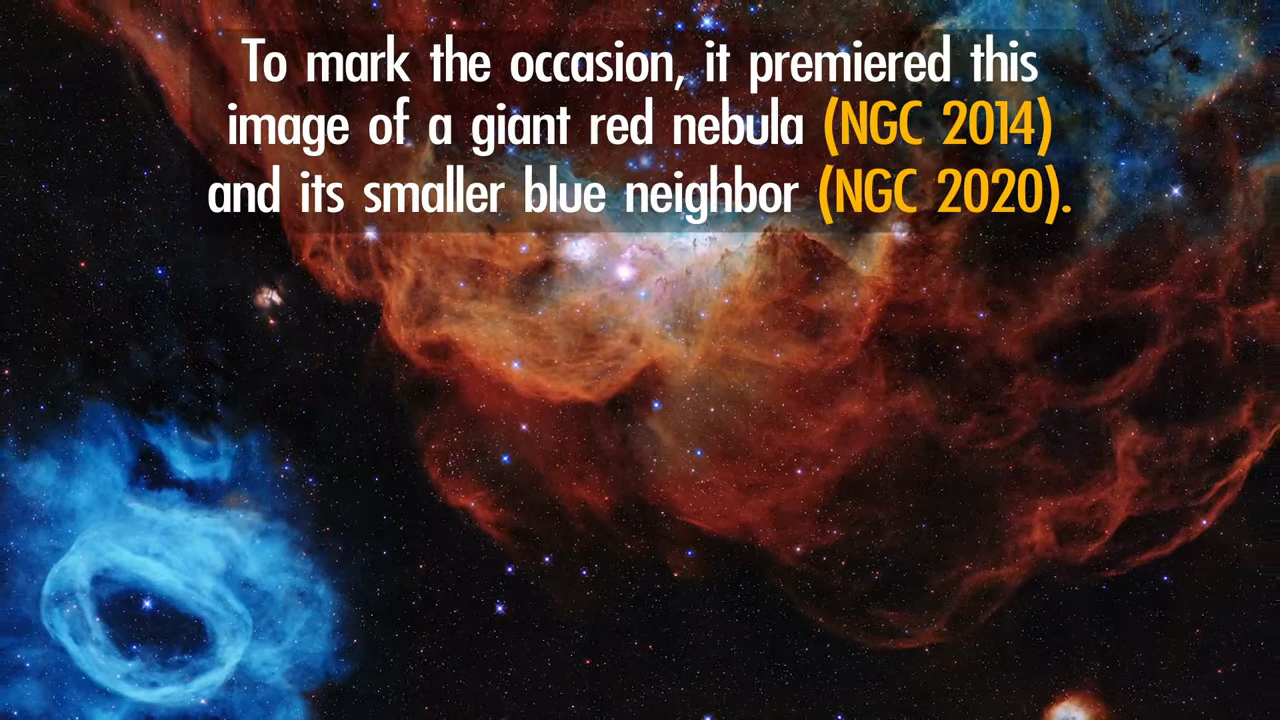 To mark the occasion, it premiered this
image of a giant red nebula (NGC 2014)
and its smaller blue neighbor (NGC 2020).